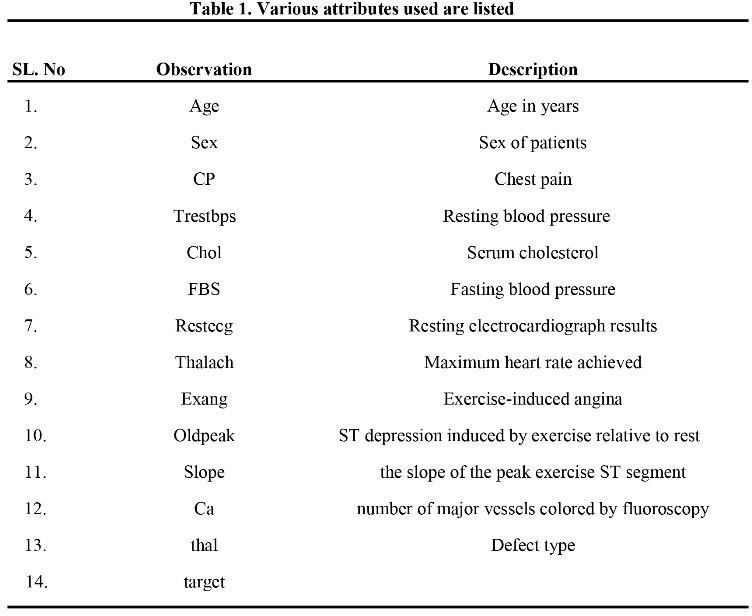 Table 1. Various attributes used are listed
SL. No Observation Description
1. Age Age in years
2. Sex Sex of patients
3. CP Chest pain
4. Trestbps Resting blood pressure
5. Chol Serum cholesterol
6. FBS Fasting blood pressure
7. Restecg Resting electrocardiograph results
8. Thalach Maximum heart rate achieved
9. Exang Exercise-induced angina
10. Oldpeak ST depression induced by exercise relative to rest
11. Slope the slope of the peak exercise ST segment
12. Ca number of major vessels colored by fluoroscopy
13. thal Defect type
14. target